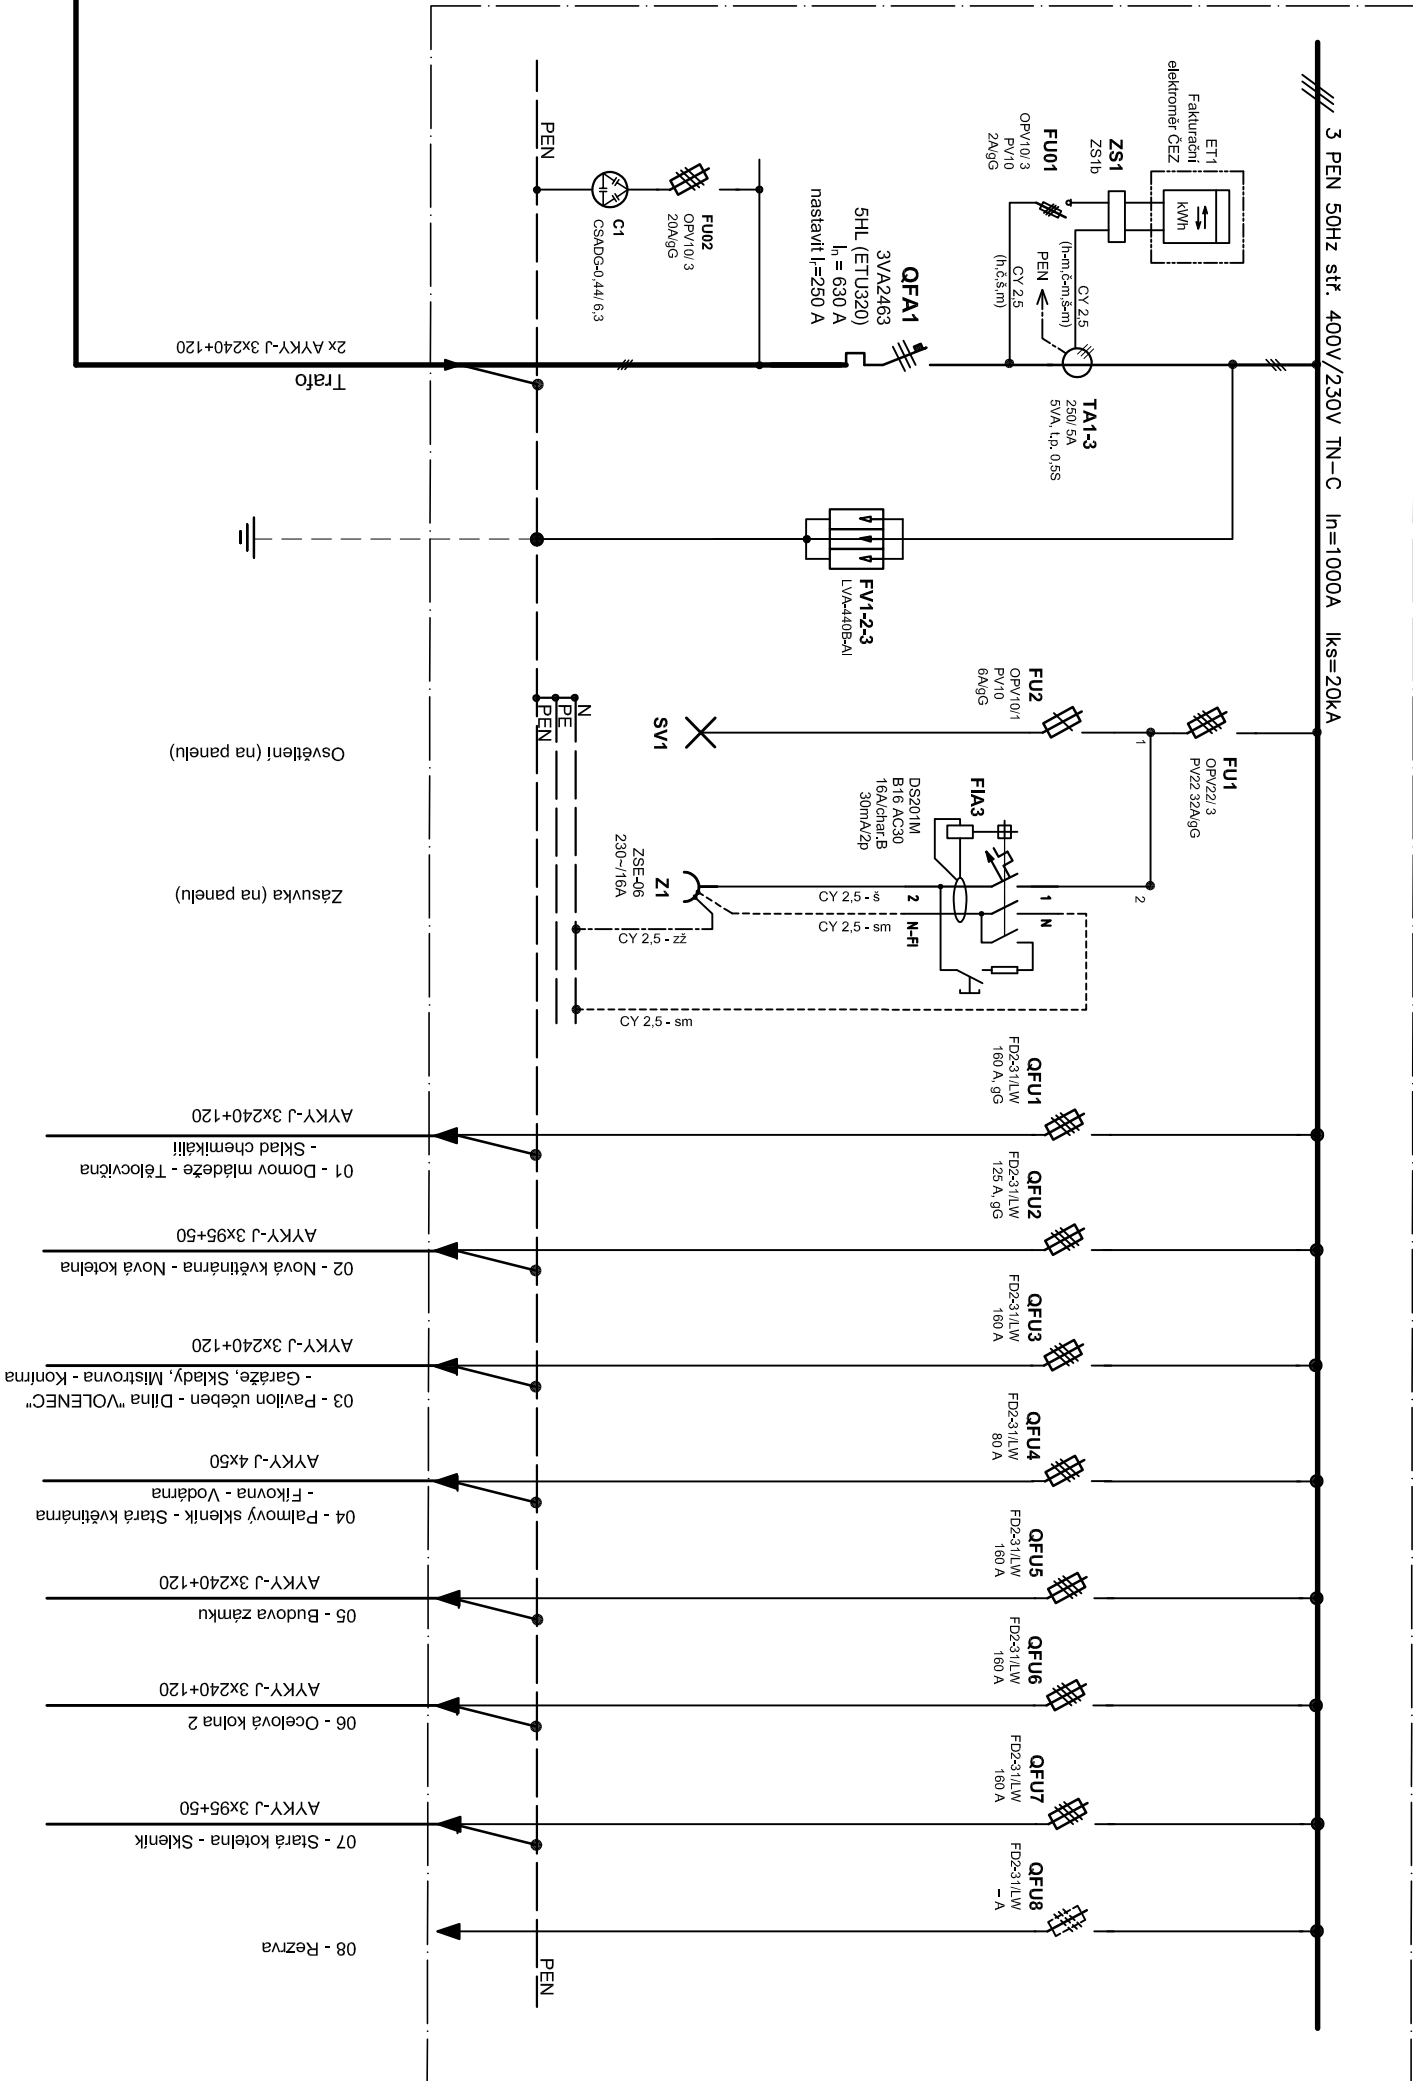 3 PEN 50Hz stř. 400V/230V TN-C In=1000A Iks=20kA
ET1
Fakturační
elektroměr ČEZ
kWh
ZS1
ZS1b
FU01
OPV10/ 3
PV10
2A/gG
CY 2,5
(h-m,č-m,š-m)
PEN
CY 2,5
(h,č,š,m)
TA1-3
250/ 5A
5VA, t.p. 0,5S
QFA1
3VA2463
5HL (ETU320)
In = 630 A
nastavit Ir=250 A
FU02
OPV10/ 3
20A/gG
C1
CSADG-0,44/ 6,3
PEN
2x AYKY-J 3x240+120
Trafo
FV1-2-3
LVA-440B-AI
FU1
OPV22/ 3
PV22 32A/gG
1
2
FU2
OPV10/1
PV10
6A/gG
SV1
N
PE
PEN
Osvětlení (na panelu)
FIA3
DS201M
B16 AC30
16A/char.B
30mA/2p
1
N
2
N-FI
CY 2,5 - š
CY 2,5 - sm
Z1
ZSE-06
230~/16A
CY 2,5 - zž
CY 2,5 - sm
Zásuvka (na panelu)
QFU1
FD2-31/LW
160 A, gG
AYKY-J 3x240+120
01 - Domov mládeže - Tělocvična
- Sklad chemikálií
QFU2
FD2-31/LW
125 A, gG
AYKY-J 3x95+50
02 - Nová květinárna - Nová kotelna
QFU3
FD2-31/LW
160 A
AYKY-J 3x240+120
03 - Pavilon učeben - Dílna "VOLENEC"
- Garáže, Sklady, Mistrovna - Konírna
QFU4
FD2-31/LW
80 A
AYKY-J 4x50
04 - Palmový skleník - Stará květinárna
- Fíkovna - Vodárna
QFU5
FD2-31/LW
160 A
AYKY-J 3x240+120
05 - Budova zámku
QFU6
FD2-31/LW
160 A
AYKY-J 3x240+120
06 - Ocelová kolna 2
QFU7
FD2-31/LW
160 A
AYKY-J 3x95+50
07 - Stará kotelna - Skleník
QFU8
FD2-31/LW
- A
08 - Rezrva
PEN